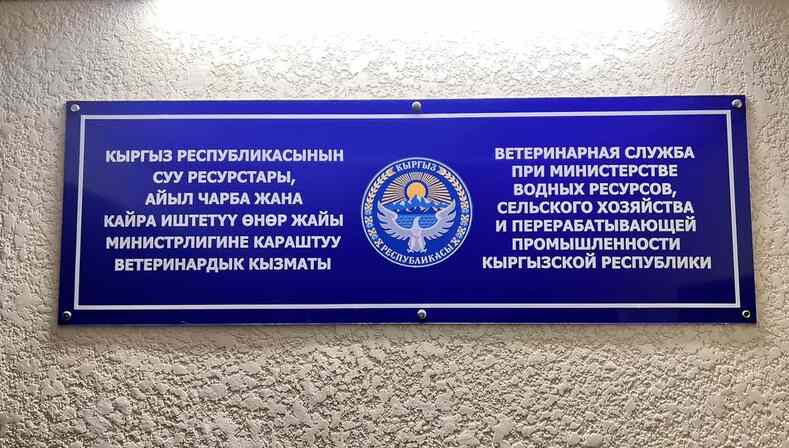 КЫРГЫЗ РЕСПУБЛИКАСЫНЫН
СУУ РЕСУРСТАРЫ,
АЙЫЛ ЧАРБА ЖАНА
КАЙРА ИШТЕТҮҮ ӨНӨР ЖАЙЫ
МИНИСТРЛИГИНЕ КАРАШТУУ
ВЕТЕРИНАРДЫК КЫЗМАТЫ
КЫРГЫЗ
РЕСПУБЛИКАСЫ
ВЕТЕРИНАРНАЯ СЛУЖБА
ПРИ МИНИСТЕРСТВЕ
ВОДНЫХ РЕСУРСОВ,
СЕЛЬСКОГО ХОЗЯЙСТВА
И ПЕРЕРАБАТЫВАЮЩЕЙ
ПРОМЫШЛЕННОСТИ
КЫРГЫЗСКОЙ РЕСПУБЛИКИ